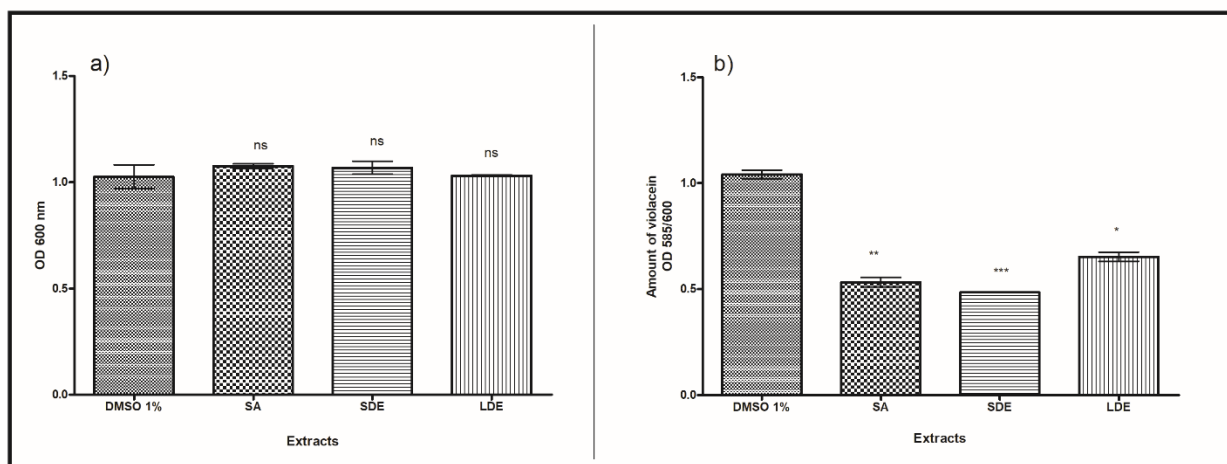 a)
OD 600 nm
1.5
1.0
0.5
0.0
ns
ns
ns
DMSO 1%
SA
SDE
LDE
Extracts
b)
Amount of violacein
OD 585/600
1.5
1.0
0.5
0.0
**
***
*
DMSO 1%
SA
SDE
LDE
Extracts